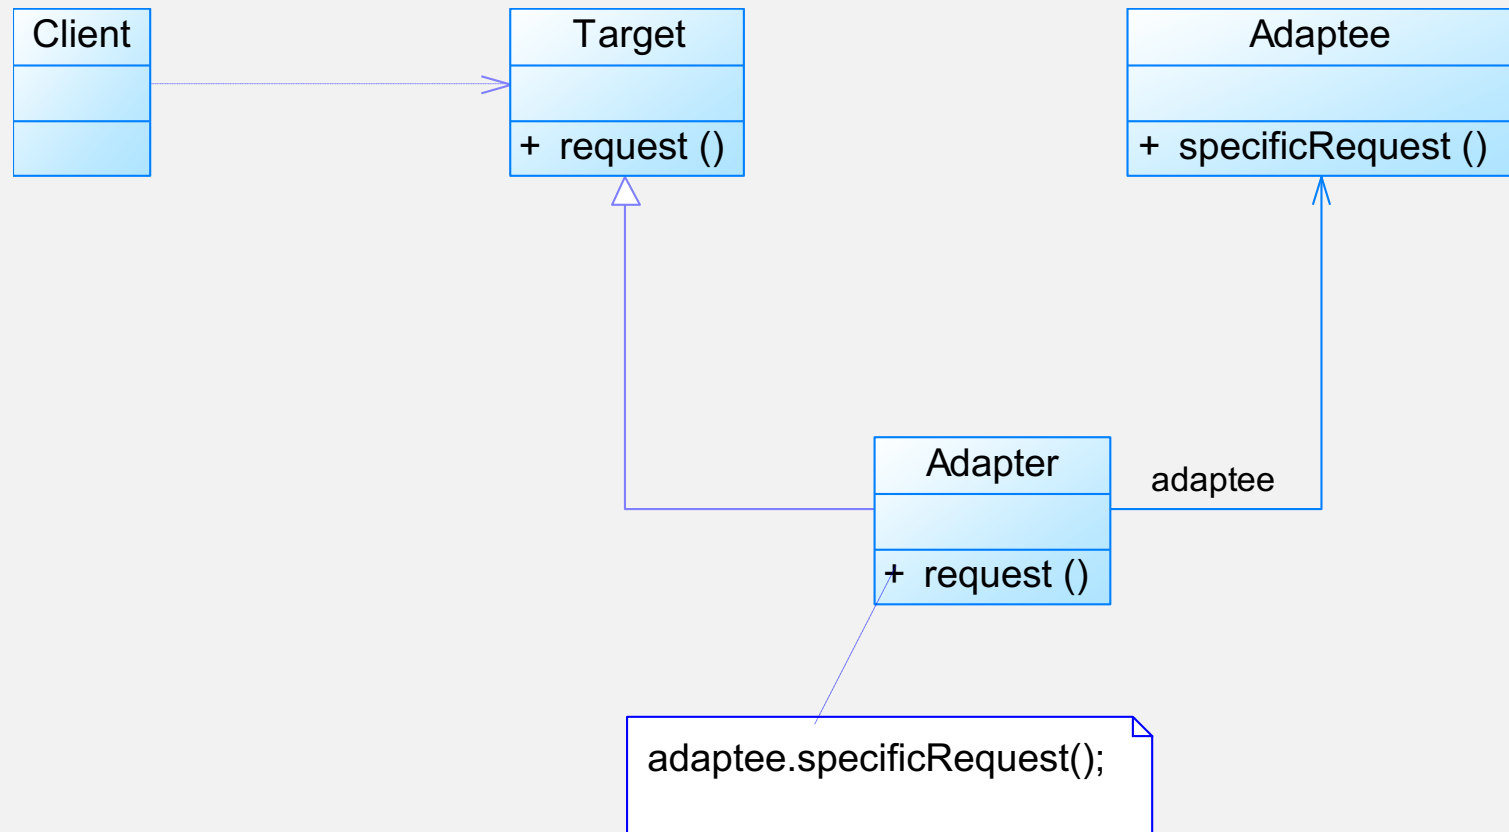 Client
Target
+ request ()
Adaptee
+ specificRequest ()
Adapter
+ request ()
adaptee
adaptee.specificRequest();